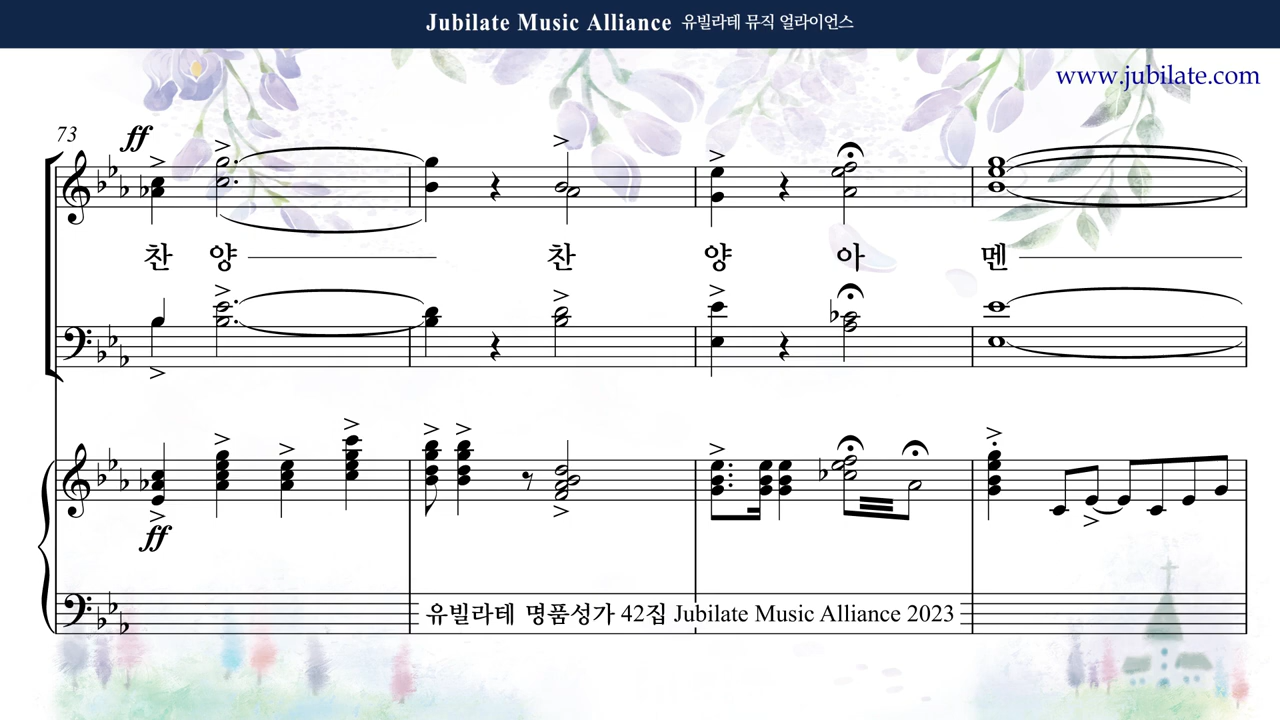 Jubilate Music Alliance 유빌라테 뮤직 얼라이언스
www.jubilate.com
73
ff
찬 양 찬 양 아 멘
ff
유빌라테 명품성가 42집 Jubilate Music Alliance 2023